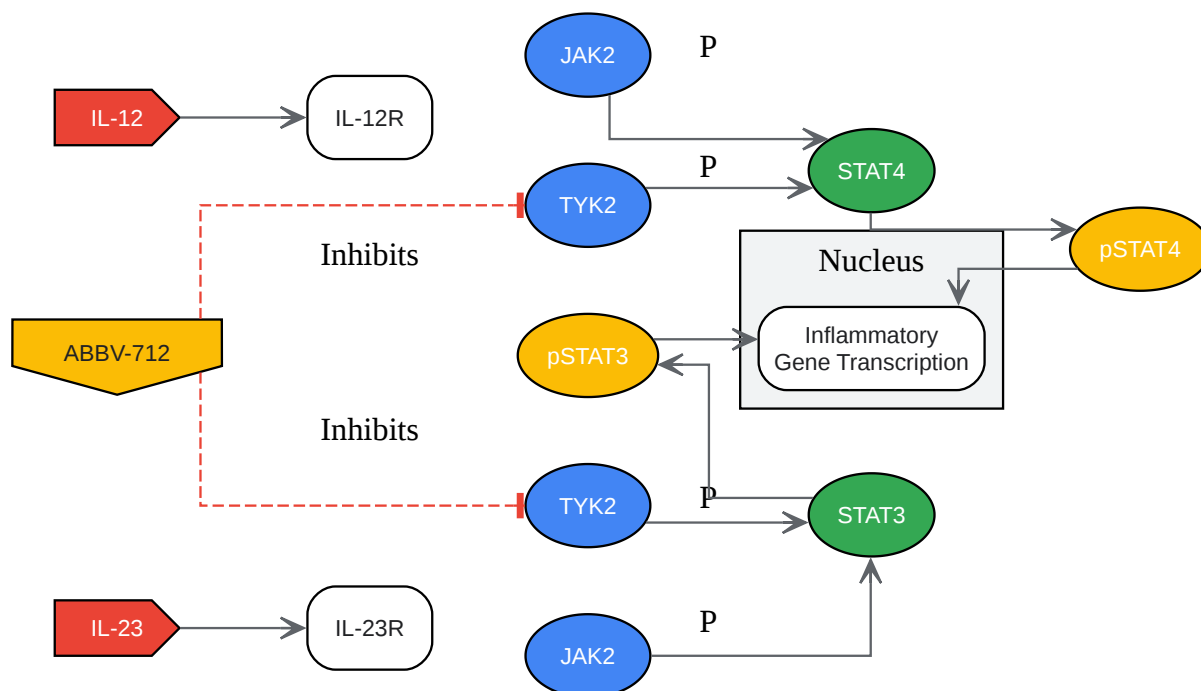 JAK2
P
IL-12
IL-12R
P
STAT4
TYK2
Inhibits
Nucleus
pSTAT4
ABBV-712
pSTAT3
Inflammatory
Gene Transcription
Inhibits
TYK2
P
STAT3
IL-23
IL-23R
P
JAK2